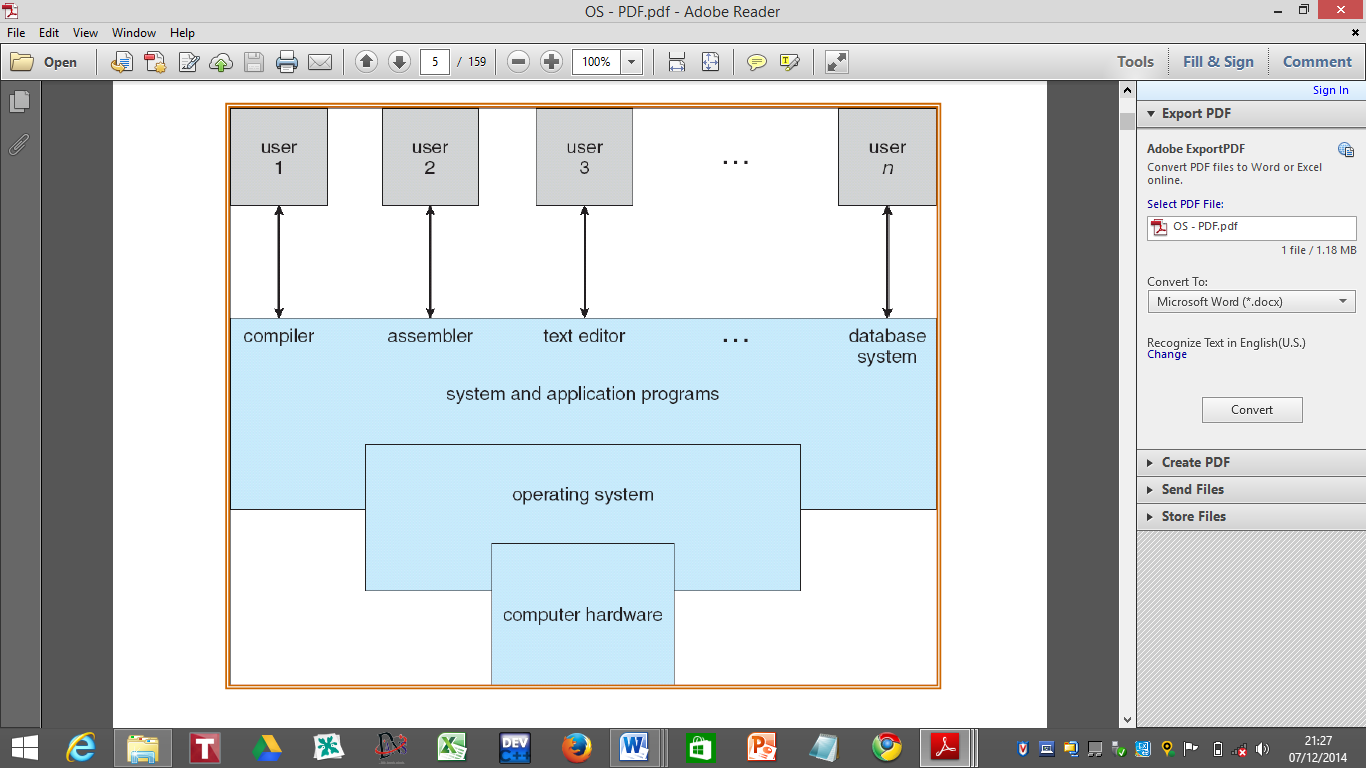 OS - PDF.pdf - Adobe Reader
File Edit View Window Help
Open 5 / 159 100% Tools Fill & Sign Comment
Sign In
Export PDF
Adobe ExportPDF
Convert PDF files to Word or Excel
online.
Select PDF File:
OS - PDF.pdf
1 file / 1.18 MB
Convert To:
Microsoft Word (*.docx)
Recognize Text in English(U.S.)
Change
Convert
Create PDF
Send Files
Store Files
user user user ... user
1 2 3 n
compiler assembler text editor ... database
system
system and application programs
operating system
computer hardware
21:27
07/12/2014